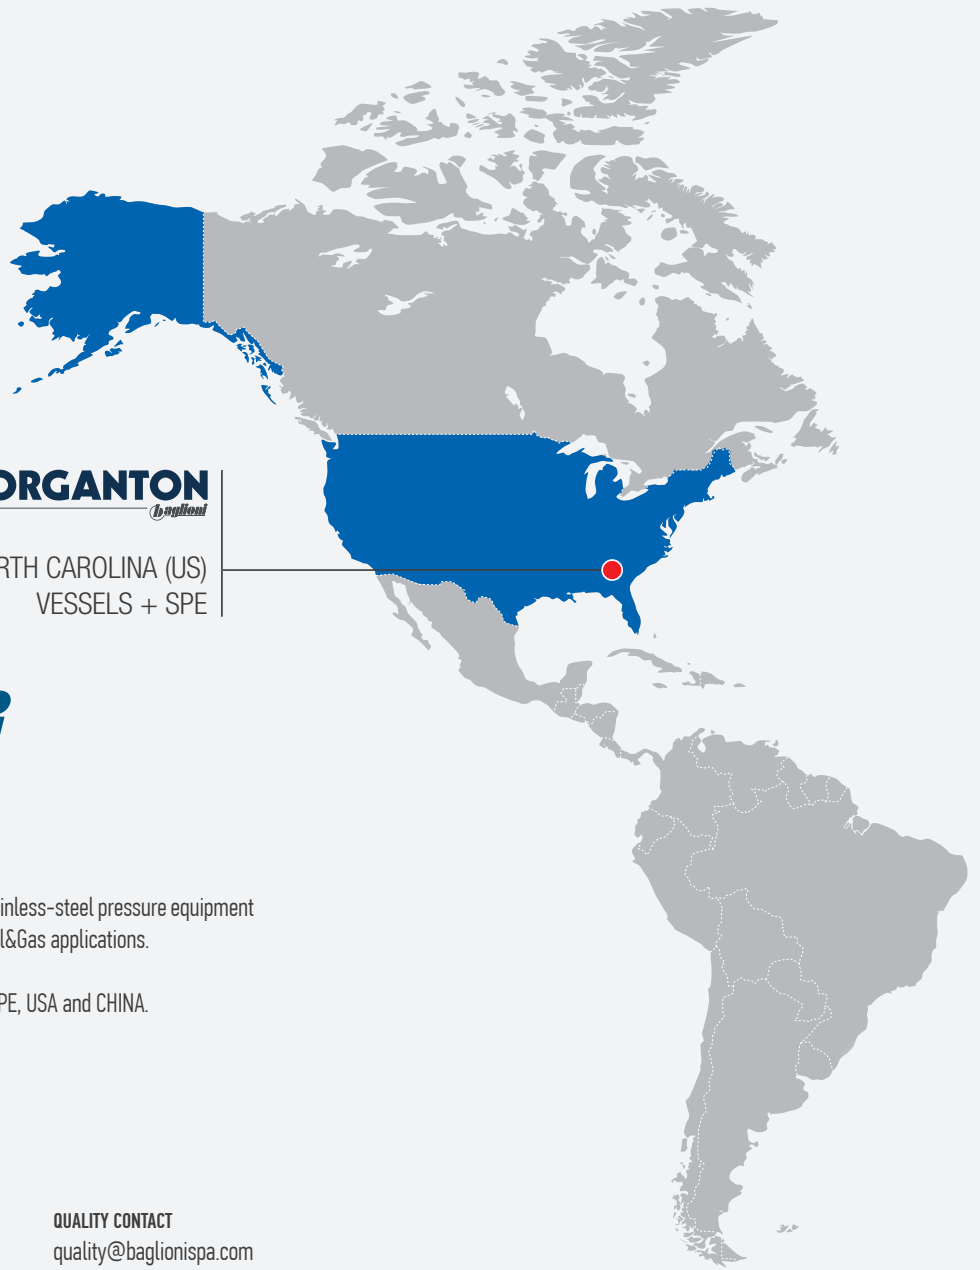 ORGANTON
baglioni
RTH CAROLINA (US)
VESSELS + SPE
i
inless-steel pressure equipment
l&Gas applications.
PE, USA and CHINA.
QUALITY CONTACT
quality@baglionispa.com